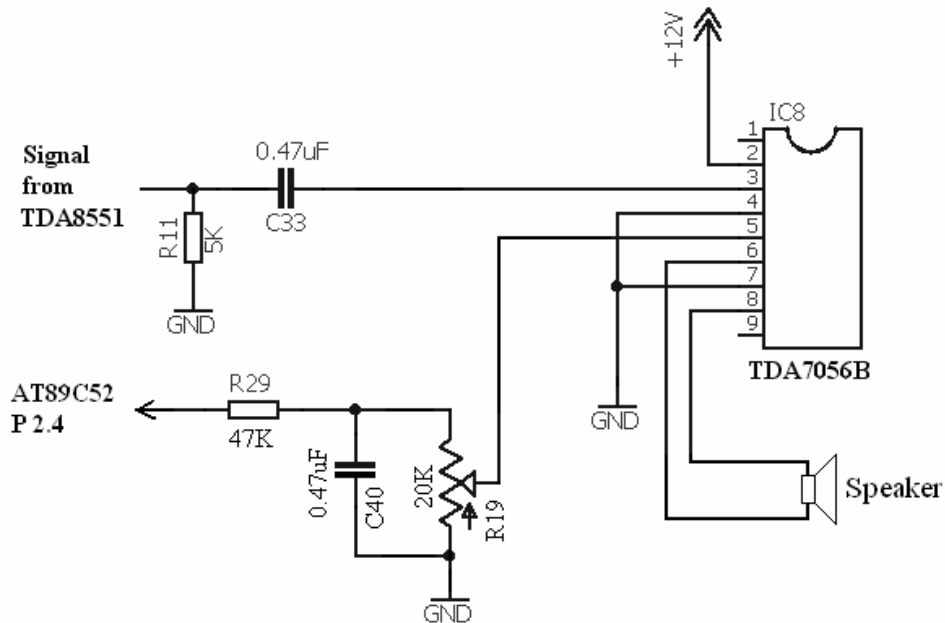 +12V
IC8
Signal
from
TDA8551
0.47uF
C33
R11
5K
GND
1
2
3
4
5
6
7
8
9
TDA7056B
AT89C52
P 2.4
R29
47K
0.47uF
C40
20K
R19
GND
GND
Speaker